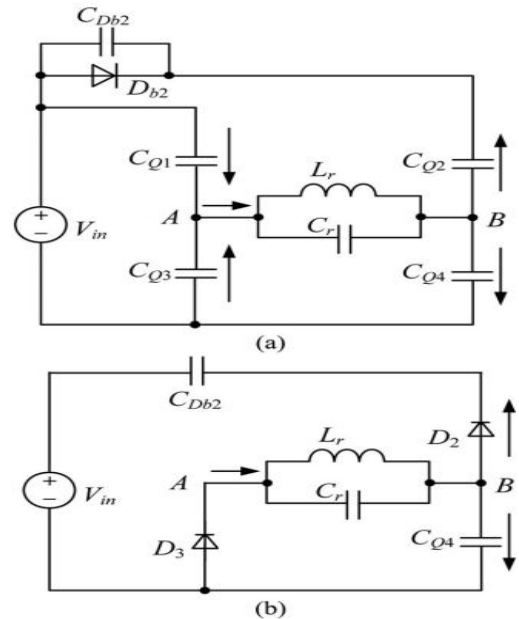 C_{Db2}
D_{b2}
C_{Q1}
C_{Q2}
L_r
A
B
V_{in}
+
−
C_r
C_{Q3}
C_{Q4}
(a)
C_{Db2}
D_2
L_r
A
B
V_{in}
+
−
C_r
D_3
C_{Q4}
(b)